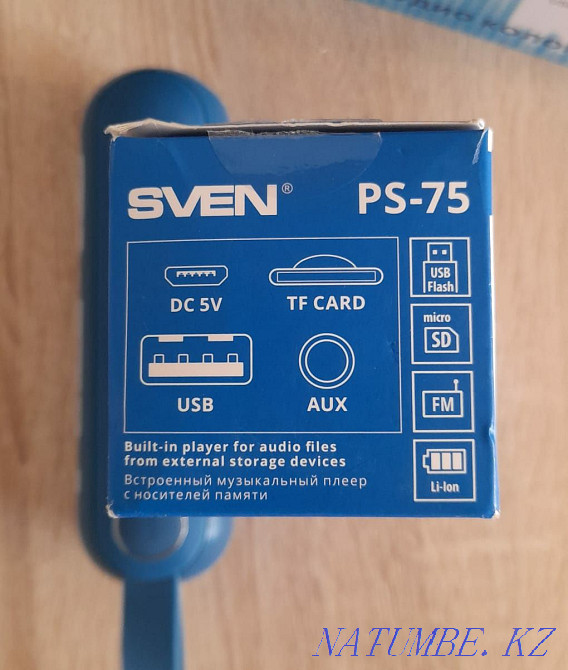 SVEN® PS-75
DC 5V
TF CARD
USB
AUX
USB
Flash
micro
SD
FM
Li-Ion
Built-in player for audio files
from external storage devices
Встроенный музыкальный плеер
с носителей памяти
NATUMBE. KZ